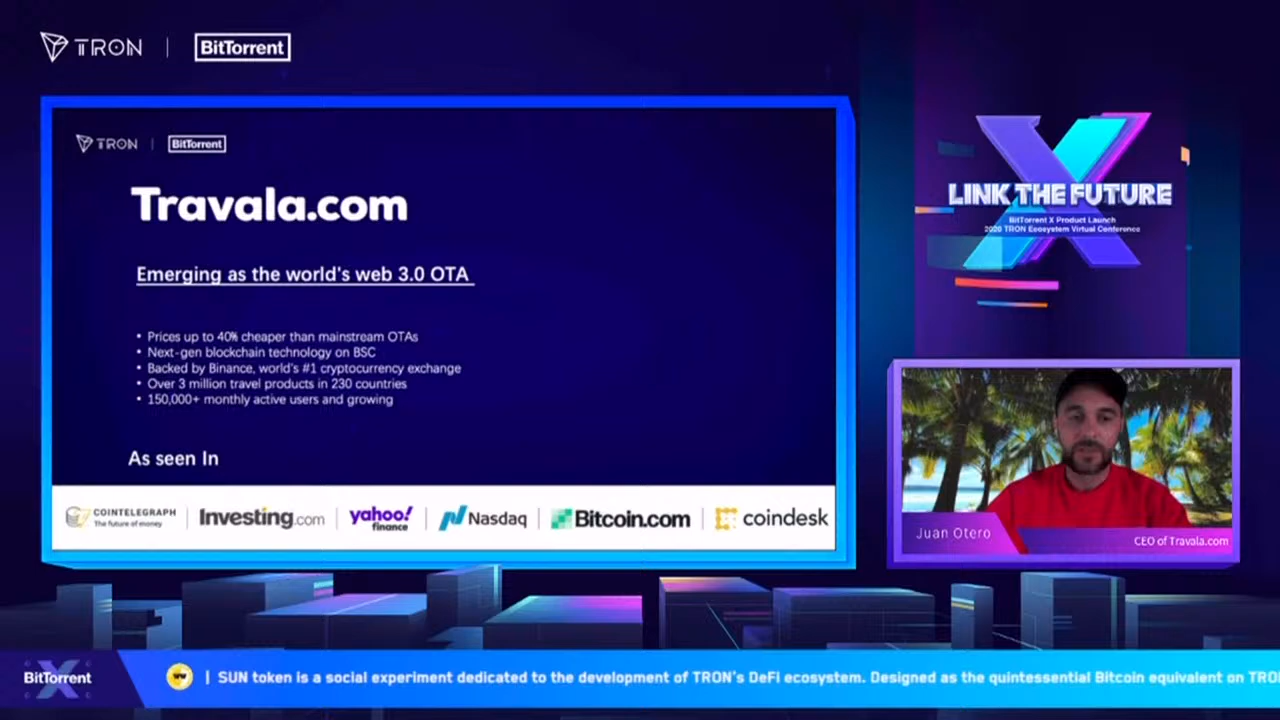 TRON
BitTorrent
TRON
BitTorrent
Travala.com
Emerging as the world's web 3.0 OTA
• Prices up to 40% cheaper than mainstream OTAs
• Next-gen blockchain technology on BSC
• Backed by Binance, world's #1 cryptocurrency exchange
• Over 3 million travel products in 230 countries
• 150,000+ monthly active users and growing
As seen In
COINTELEGRAPH
The future of money
Investing.com
yahoo!
finance
Nasdaq
Bitcoin.com
coindesk
LINK THE FUTURE
BitTorrent X Product Launch
2020 TRON Ecosystem Virtual Conference
Juan Otero
CEO of Travala.com
BitTorrent
X
| SUN token is a social experiment dedicated to the development of TRON's DeFi ecosystem. Designed as the quintessential Bitcoin equivalent on TRO